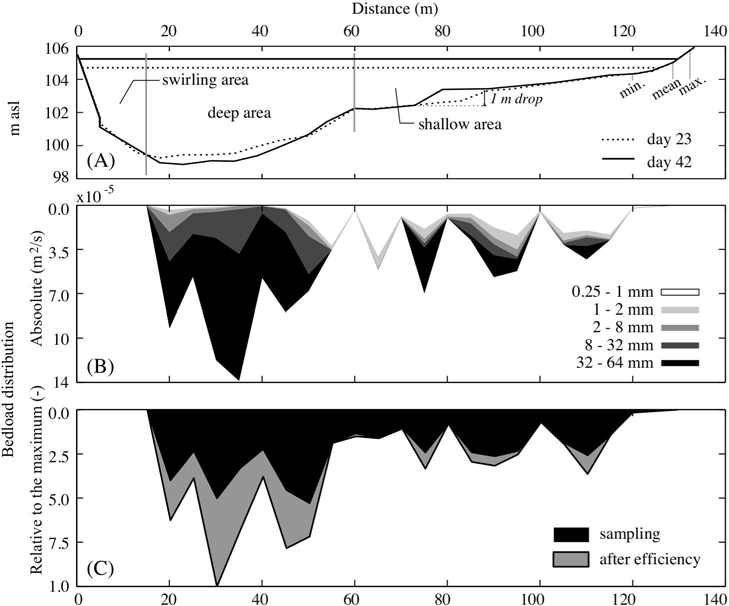 Distance (m)
0 20 40 60 80 100 120 140
106
104
102
100
98
m asl
swirling area
deep area
shallow area
1 m drop
min.
mean
max.
day 23
day 42
(A)
x10 -5
0.0
3.5
7.0
10
14
Absoolute (m2/s)
0.25 - 1 mm
1 - 2 mm
2 - 8 mm
8 - 32 mm
32 - 64 mm
(B)
Bedload distribution
0.0
2.5
5.0
7.5
1.0
Relative to the maximum (-)
sampling
after efficiency
(C)
20 40 60 80 100 120 140